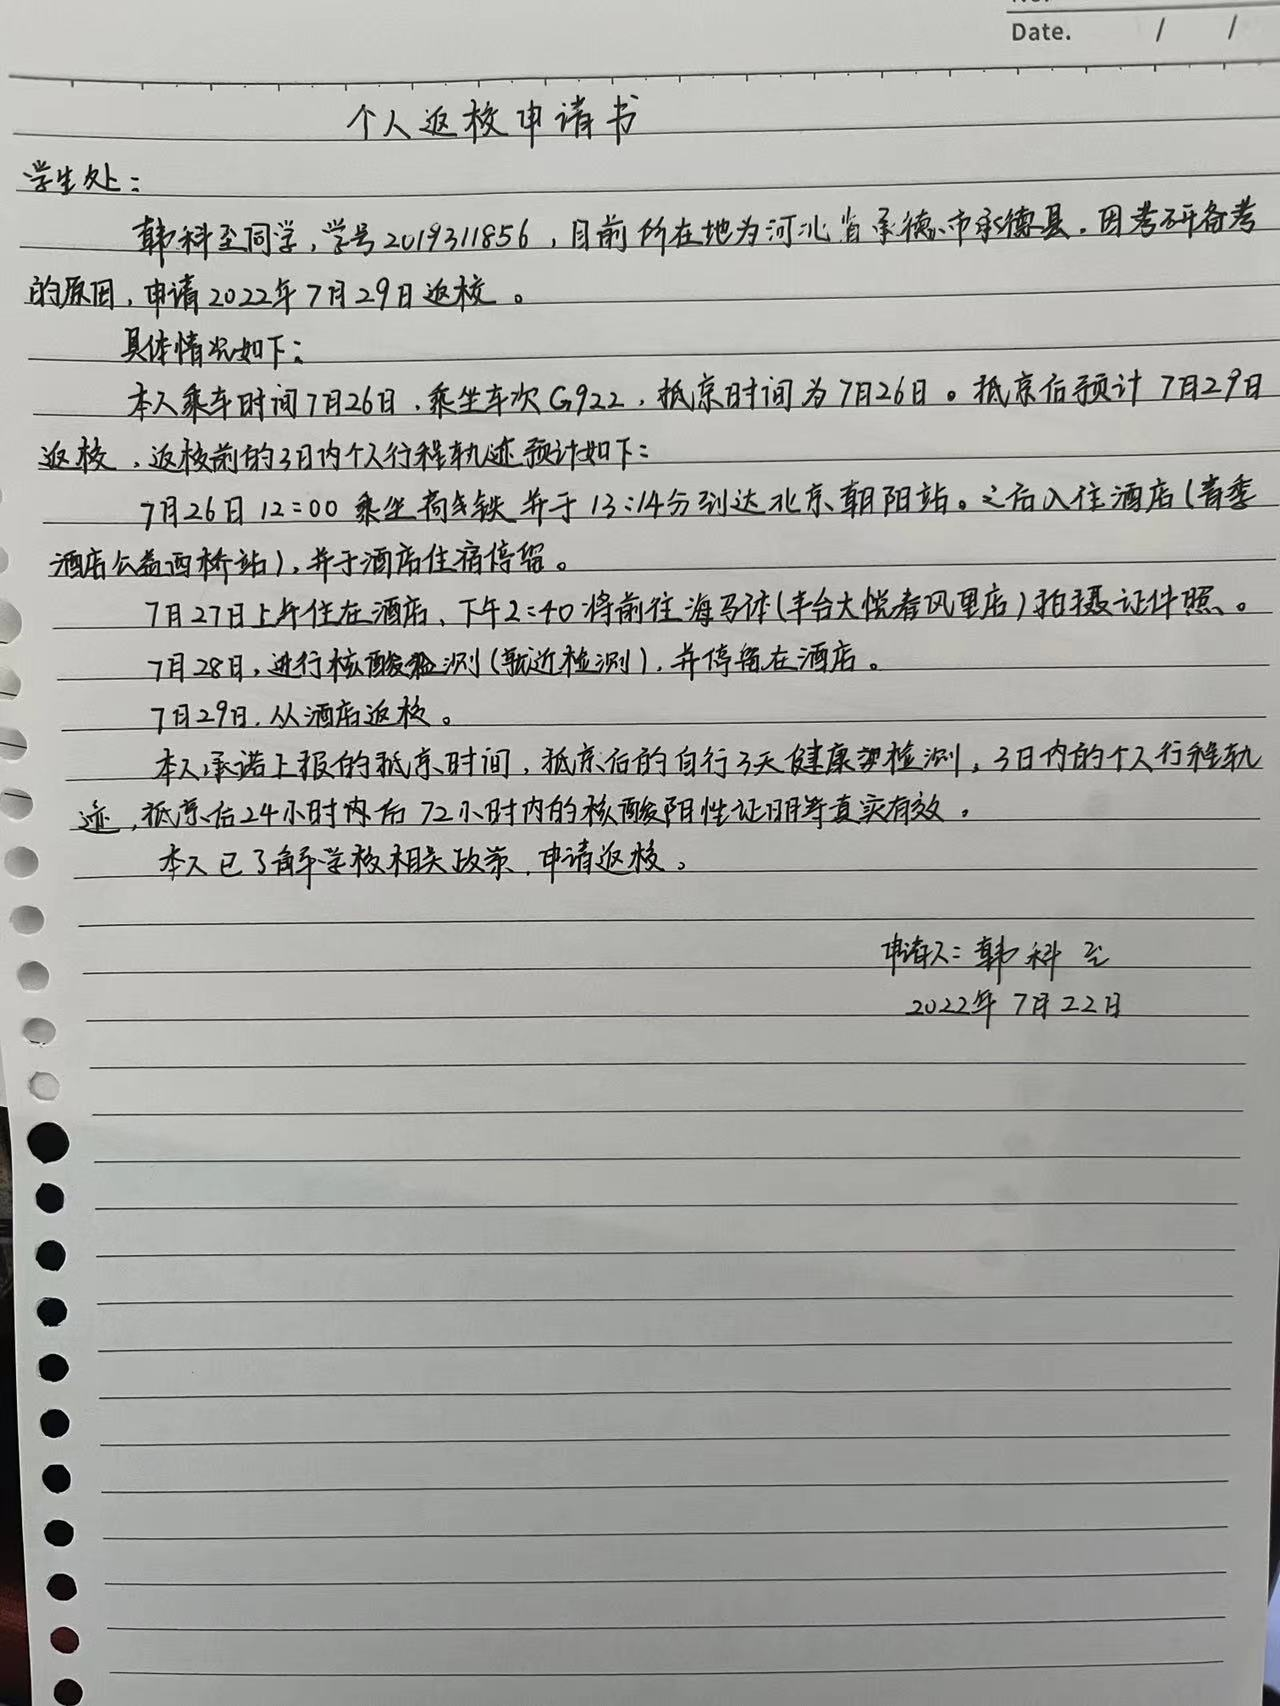 Date. / /
个人返校申请书
学生处：
韩科至同学，学号2019311856，目前所在地为河北省承德市承德县，因考研备考
的原因，申请2022年7月29日返校。
具体情况如下：
本人乘车时间7月26日，乘坐车次G922，抵京时间为7月26日。抵京后预计7月29日
返校，返校前的3日内个人行程轨迹预计如下：
7月26日12：00乘坐高铁并于13：14分到达北京朝阳站。之后入住酒店（青季
酒店公益西桥站），并于酒店住宿停留。
7月27日上午住在酒店，下午2：40将前往海马体（丰台大悦春风里店）拍摄证件照。
7月28日，进行核酸检测（就近检测），并停留在酒店。
7月29日，从酒店返校。
本人承诺上报的抵京时间，抵京后的自行3天健康检测，3日内的个人行程轨
迹，抵京后24小时内后72小时内的核酸阳性证明等真实有效。
本人已了解学校相关政策，申请返校。
申请人：韩科至
2022年7月22日